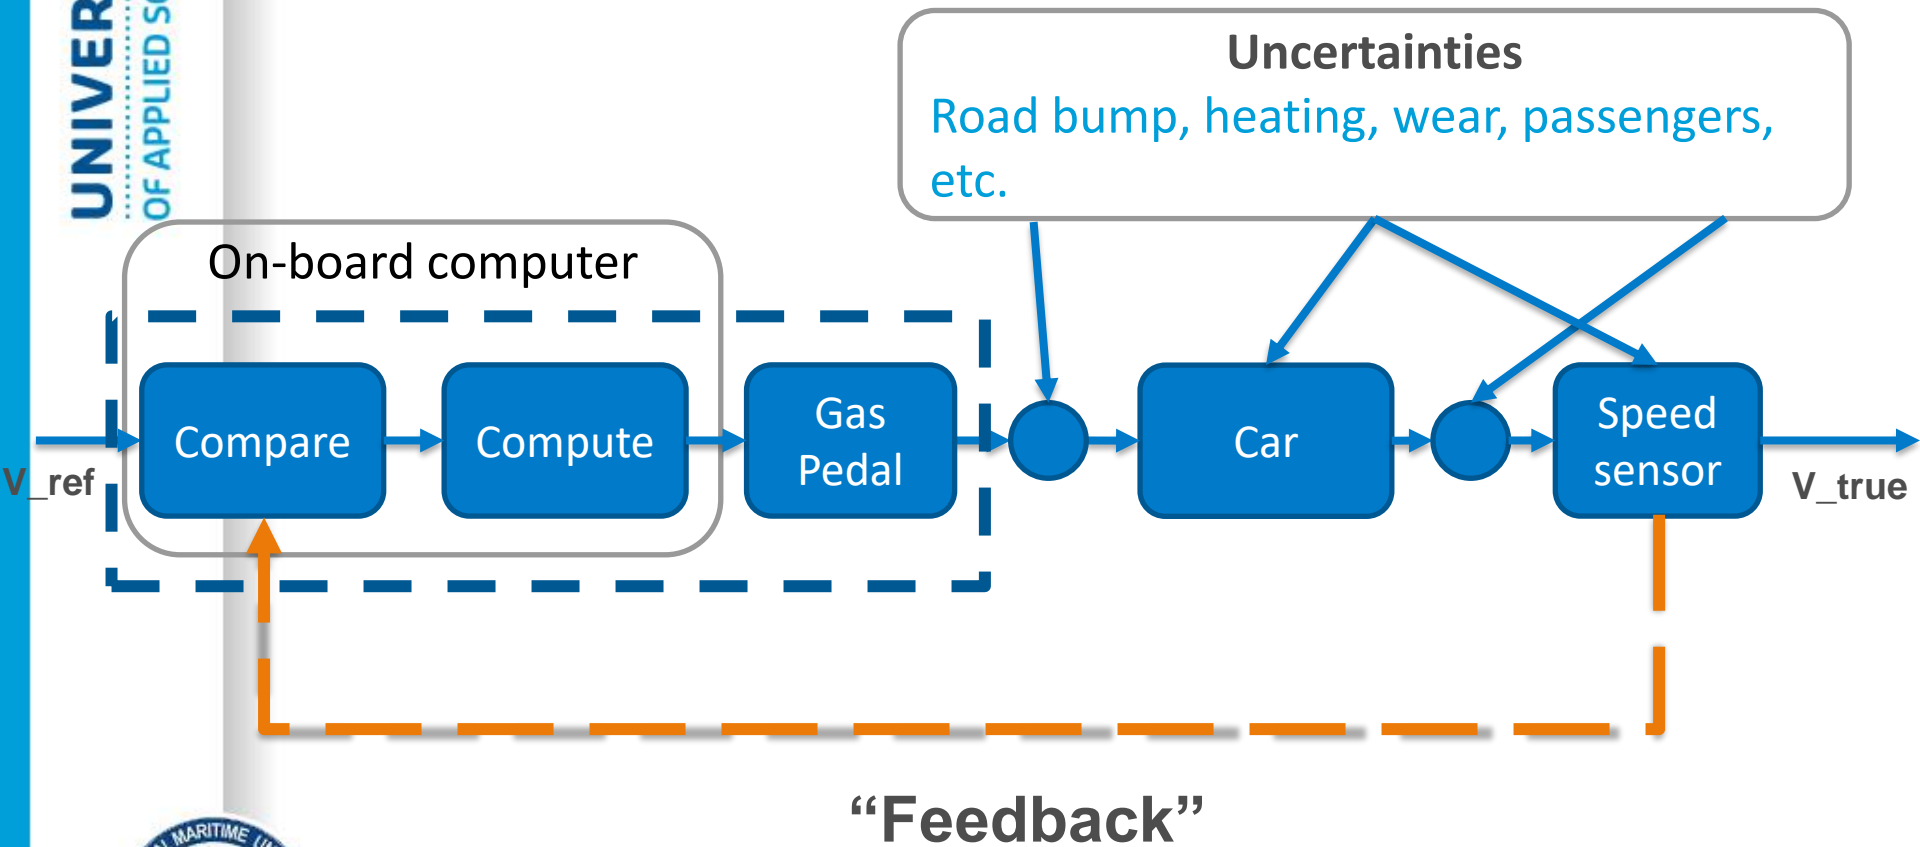 Uncertainties
Road bump, heating, wear, passengers,
etc.
OF APPLIED
On-board computer
Compare
Compute
Gas
Pedal
Car
Speed
sensor
V_ref
V_true
“Feedback”
MARITIME